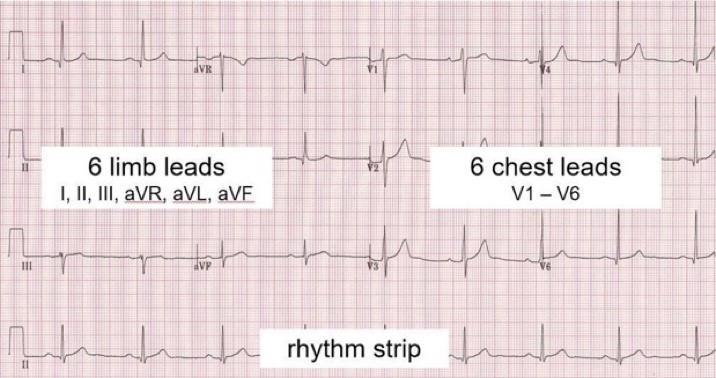 I
aVR
V1
V4
6 limb leads
I, II, III, aVR, aVL, aVF
6 chest leads
V1 – V6
II
V2
III
aVF
V3
V6
rhythm strip
II